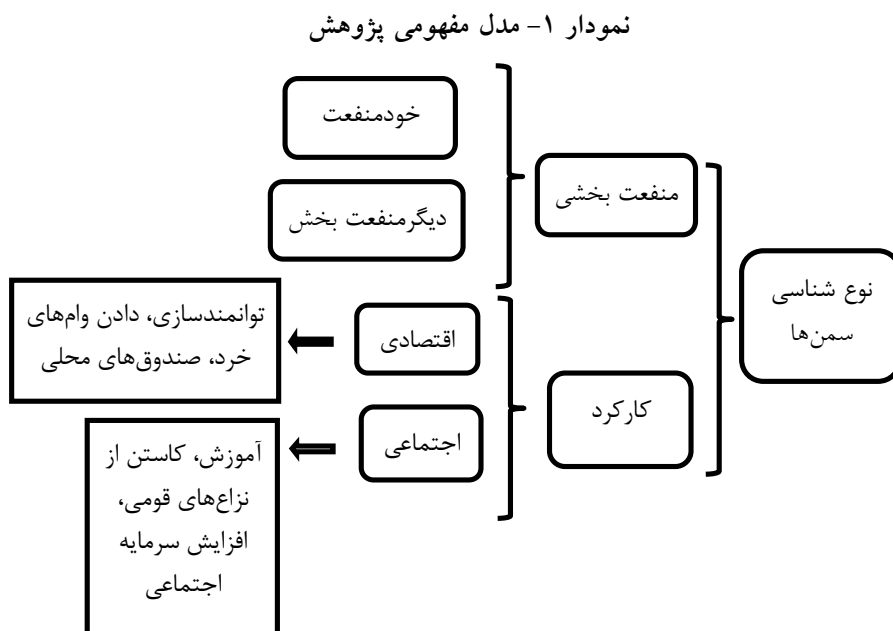 نمودار ۱- مدل مفهومی پژوهش
نوع شناسی
سمن‌ها
منفعت بخشی
خودمنفعت
دیگرمنفعت بخش
کارکرد
اقتصادی
توانمندسازی، دادن وام‌های
خرد، صندوق‌های محلی
اجتماعی
آموزش، کاستن از
نزاع‌های قومی،
افزایش سرمایه
اجتماعی